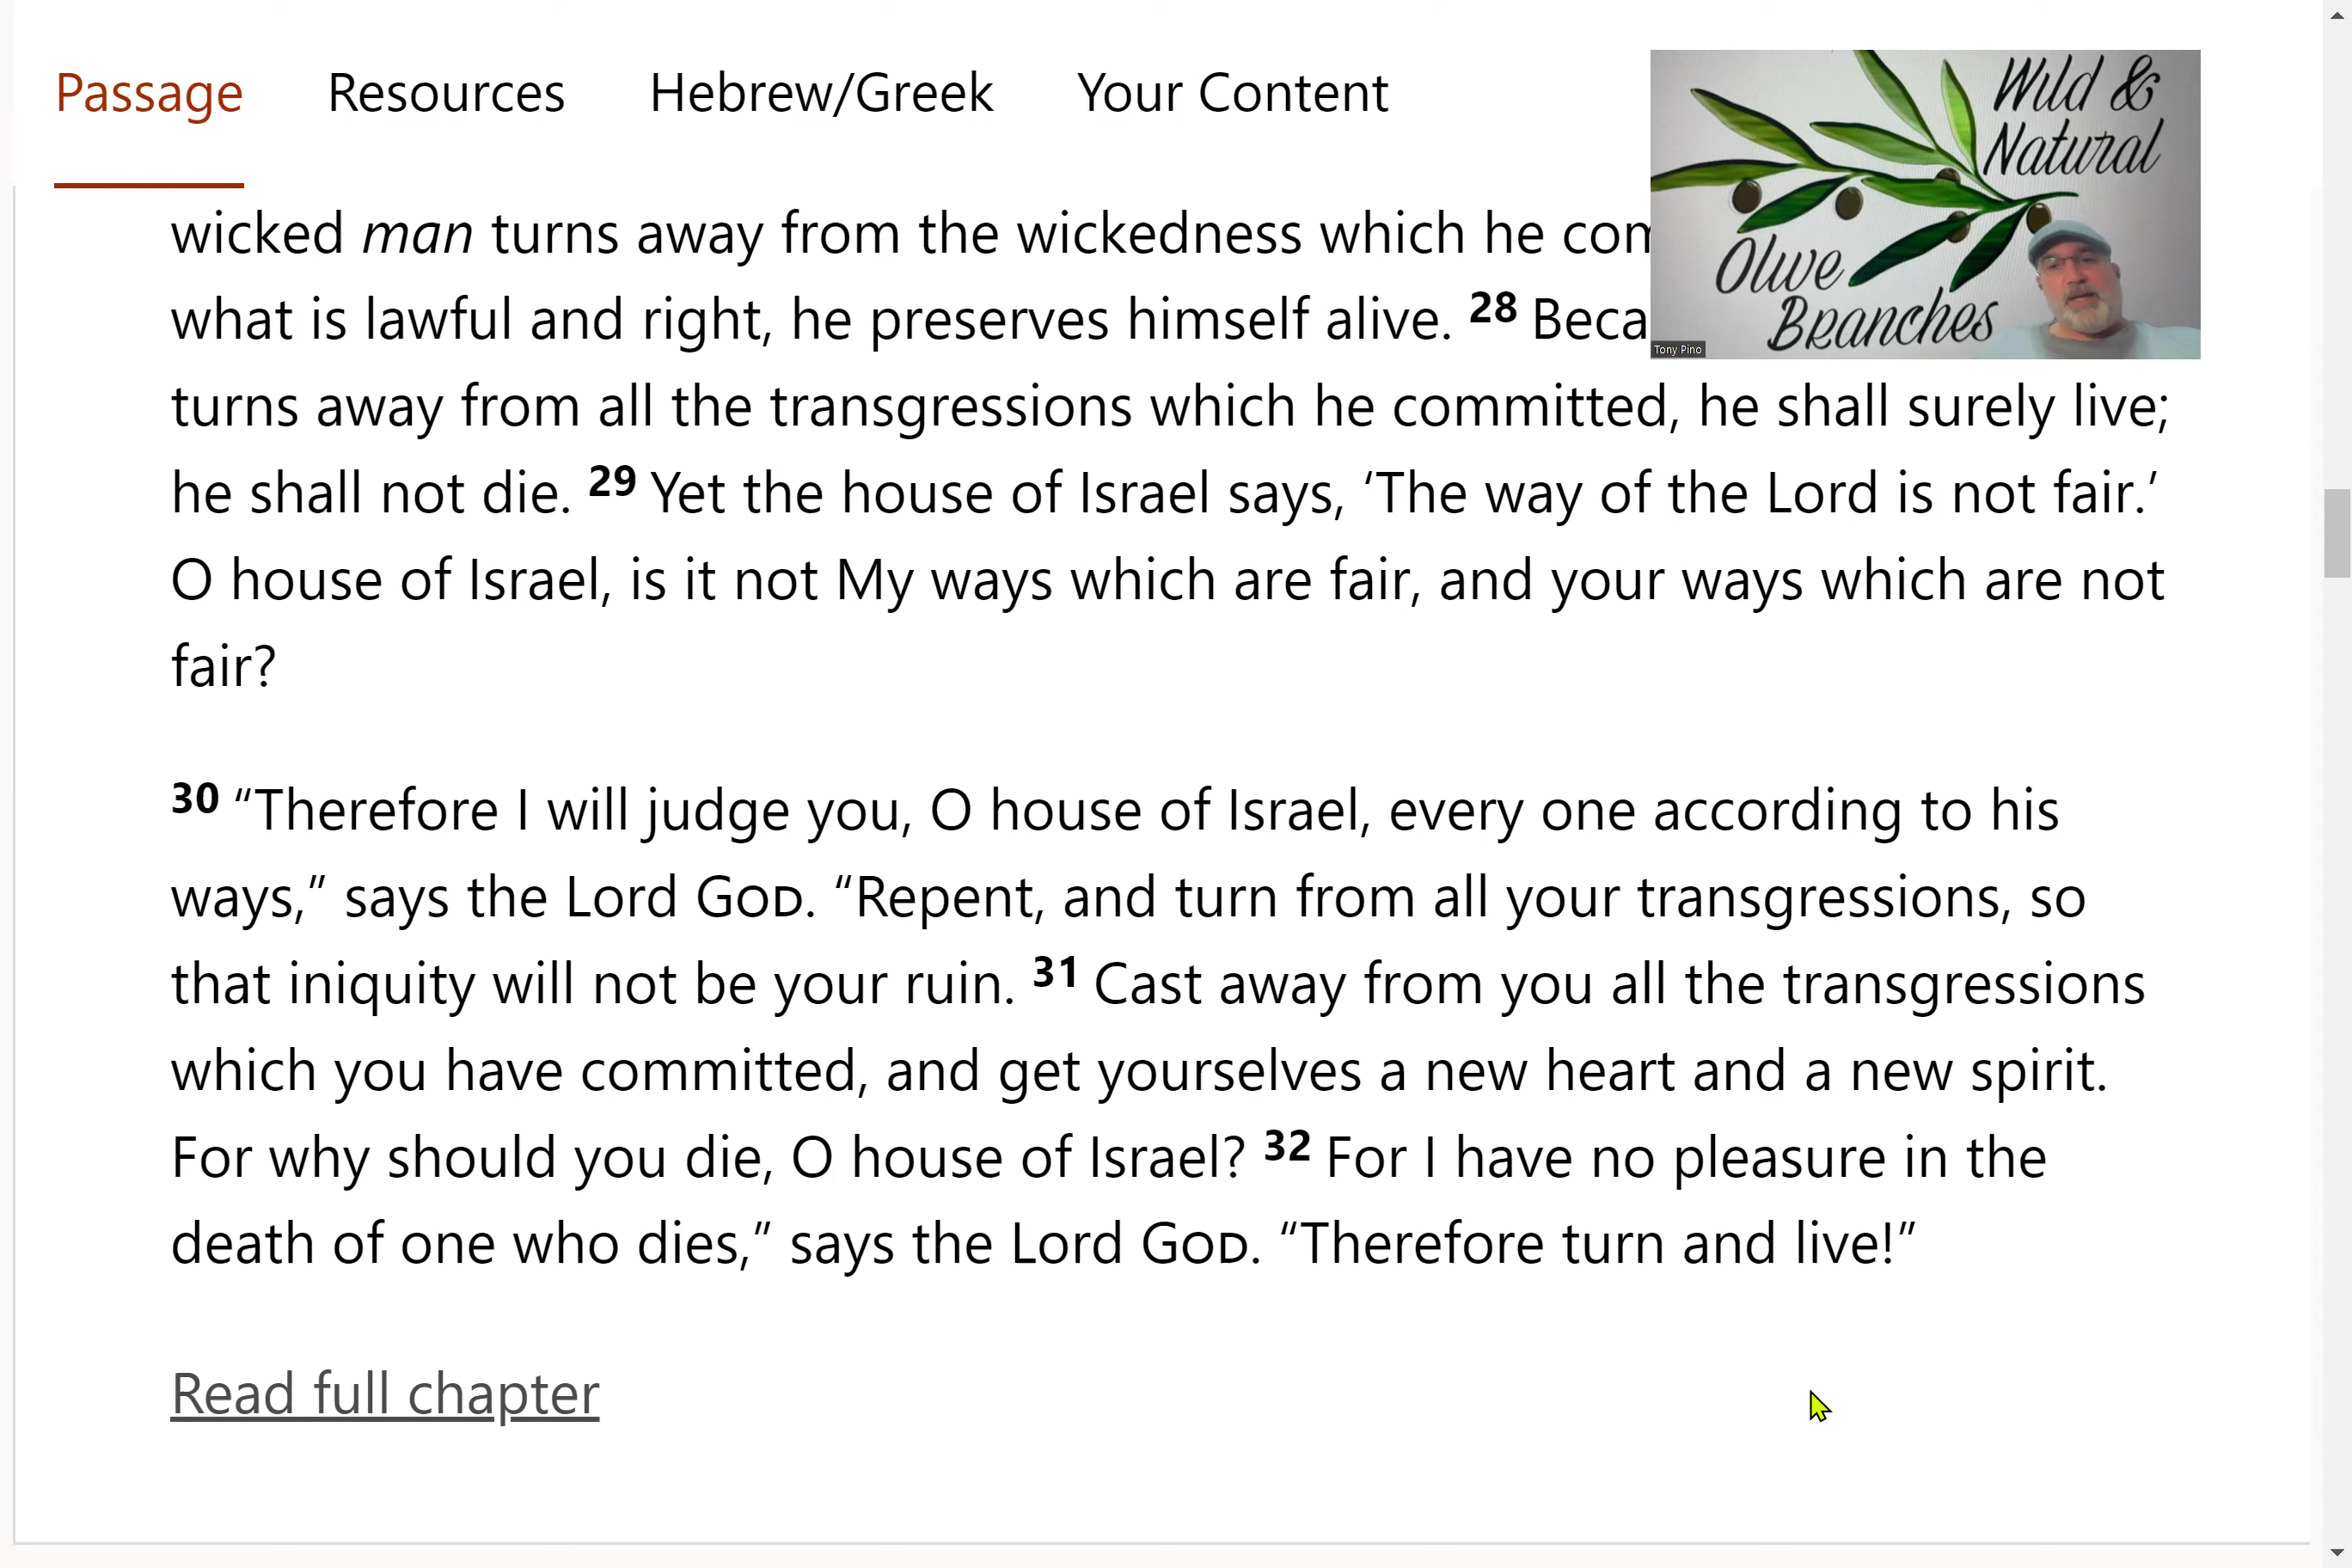 Passage Resources Hebrew/Greek Your Content
Wild &
Natural
Olive
Branches
Tony Pino
wicked man turns away from the wickedness which he
what is lawful and right, he preserves himself alive. 28
turns away from all the transgressions which he committed, he shall surely live;
he shall not die. 29 Yet the house of Israel says, ‘The way of the Lord is not fair.’
O house of Israel, is it not My ways which are fair, and your ways which are not
fair?
30 “Therefore I will judge you, O house of Israel, every one according to his
ways,” says the Lord GOD. “Repent, and turn from all your transgressions, so
that iniquity will not be your ruin. 31 Cast away from you all the transgressions
which you have committed, and get yourselves a new heart and a new spirit.
For why should you die, O house of Israel? 32 For I have no pleasure in the
death of one who dies,” says the Lord GOD. “Therefore turn and live!”
Read full chapter